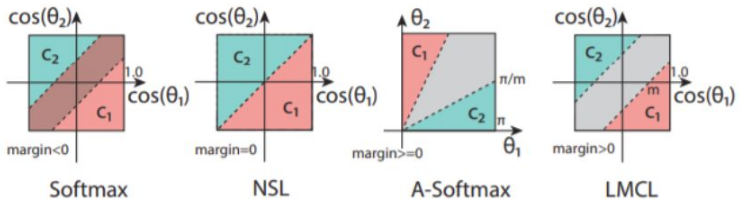 cos(θ₂)
C₂
1.0
cos(θ₁)
C₁
margin<0
Softmax
cos(θ₂)
C₂
1.0
cos(θ₁)
C₁
margin=0
NSL
θ₂
C₁
π/m
C₂
π
θ₁
margin>=0
A-Softmax
cos(θ₂)
C₂
1.0
m
cos(θ₁)
C₁
margin>0
LMCL